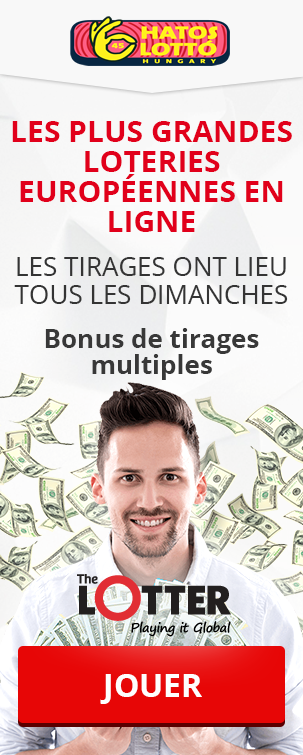 6
45
HATOS
LOTTÓ
HUNGARY
LES PLUS GRANDES
LOTERIES
EUROPÉENNES EN
LIGNE
LES TIRAGES ONT LIEU
TOUS LES DIMANCHES
Bonus de tirages
multiples
The
LOTTER
Playing it Global
JOUER